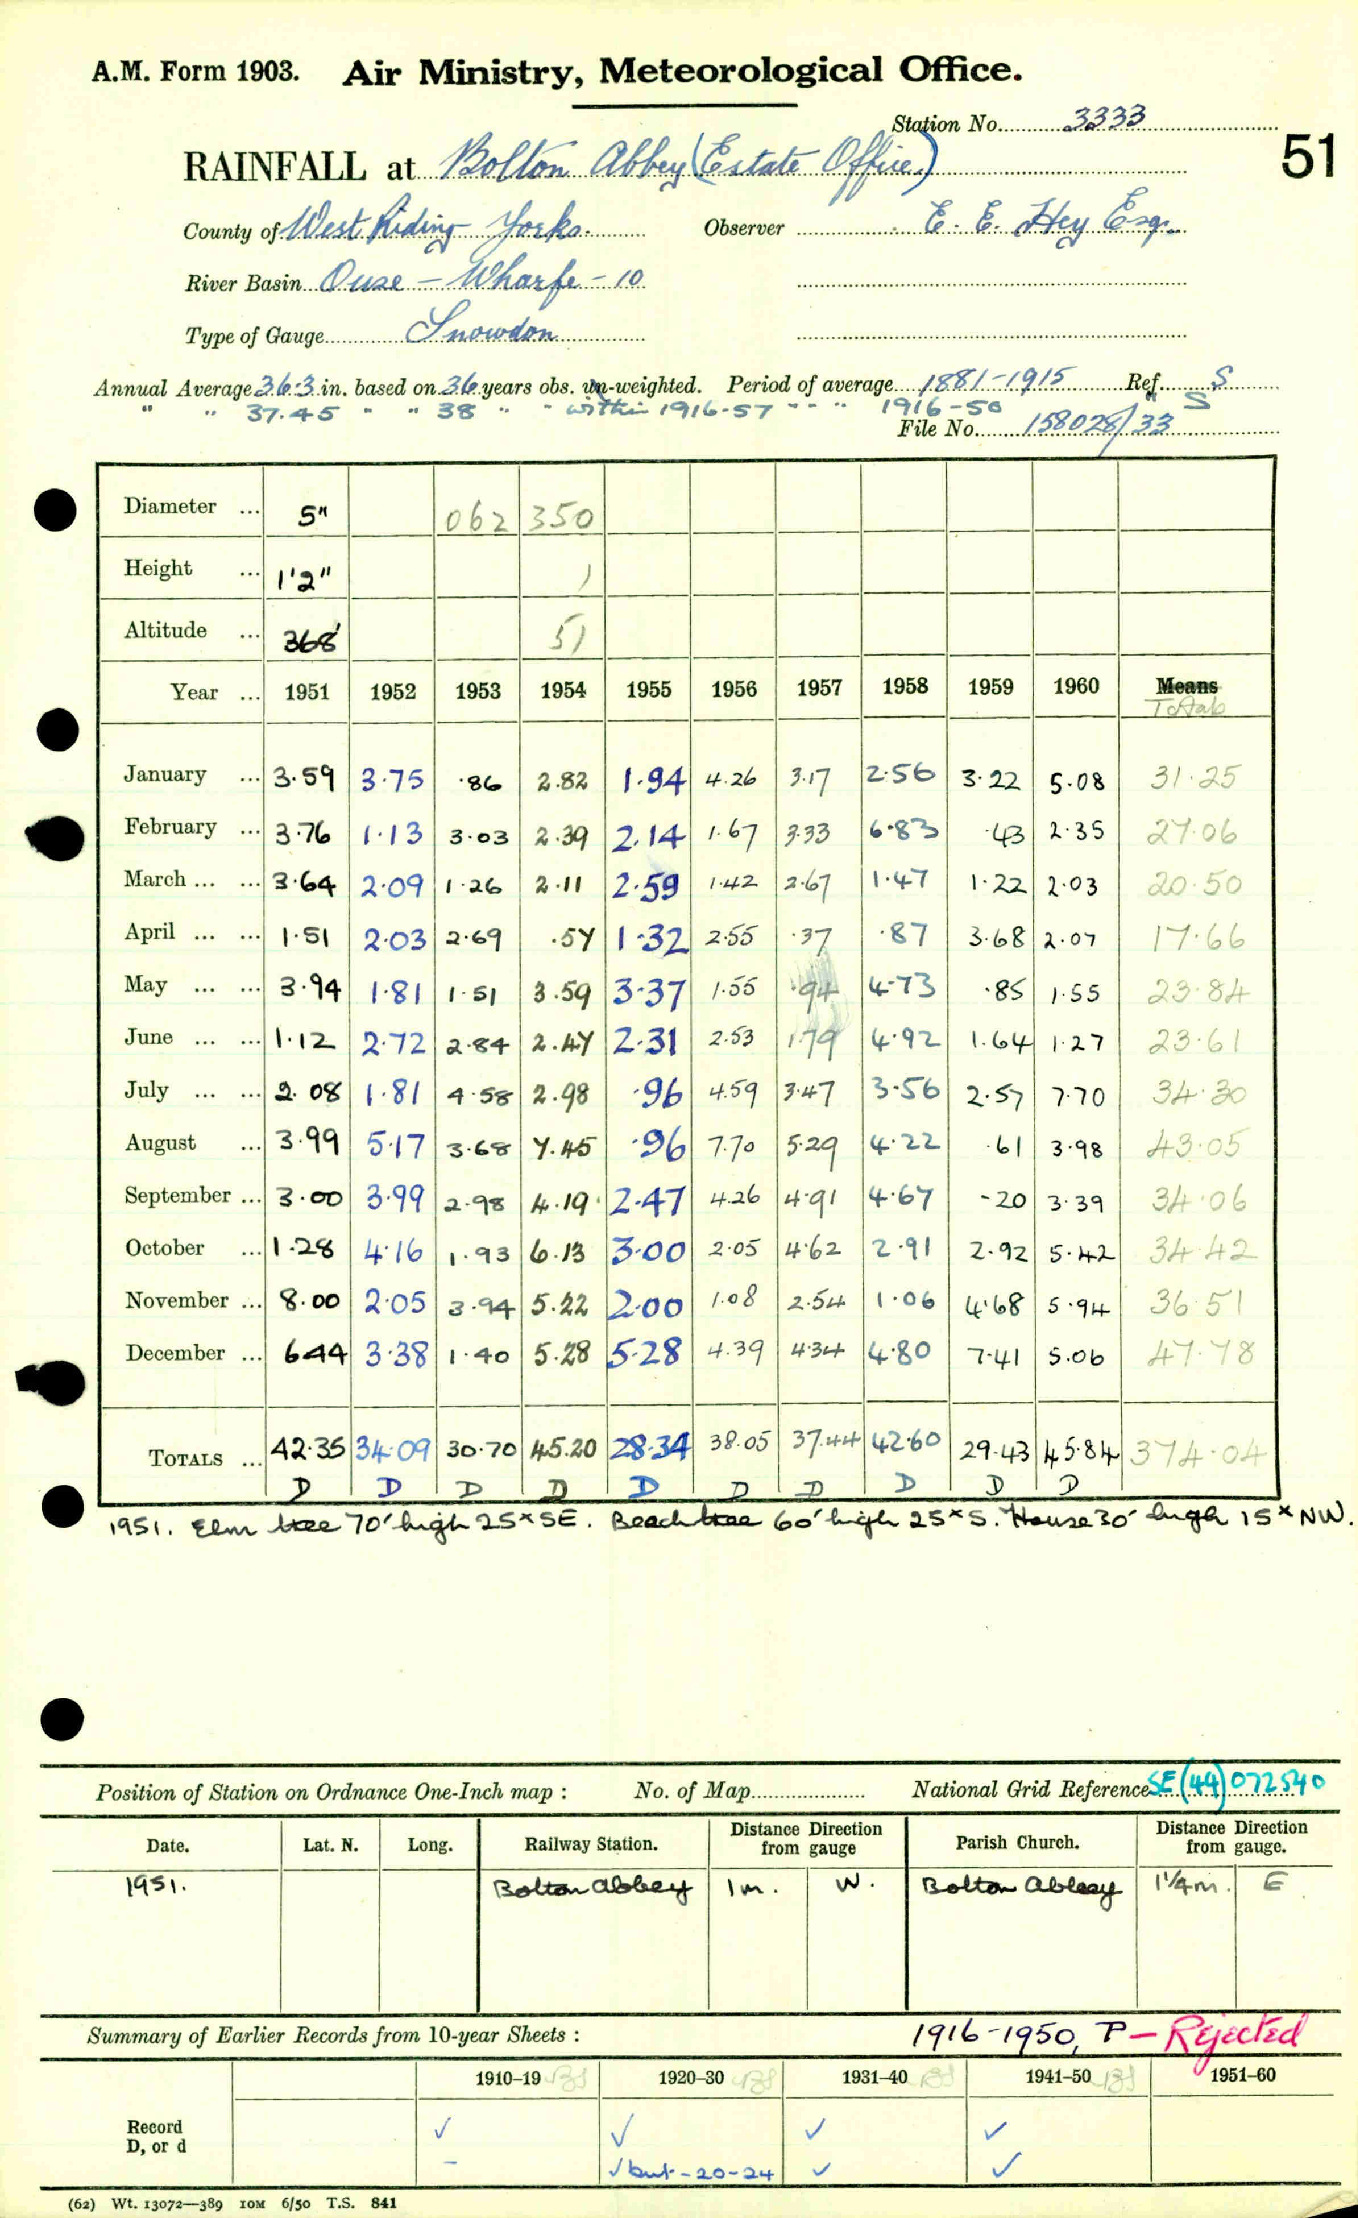 A.M. Form 1903. Air Ministry, Meteorological Office.
Station No. 3333
51
RAINFALL at Bolton Abbey (Estate Office.)
County of West Riding Yorks. Observer E. E. Hey Esq.
River Basin Ouse - Wharfe - 10
Type of Gauge Snowdon
Annual Average 36.3 in. based on 36 years obs. un-weighted. Period of average 1881-1915 Ref. S
" " 37.45 " " 38 " " within 1916-57 " " " 1916-50 " S
File No. 158028/33
Diameter ... 5" 062 350
Height ... 1'2" 1
Altitude ... 368' 51
Year ... 1951 1952 1953 1954 1955 1956 1957 1958 1959 1960 Means
Totals
January ... 3.59 3.75 .86 2.82 1.94 4.26 3.17 2.56 3.22 5.08 31.25
February ... 3.76 1.13 3.03 2.39 2.14 1.67 3.33 6.83 .43 2.35 27.06
March ... ... 3.64 2.09 1.26 2.11 2.59 1.42 2.67 1.47 1.22 2.03 20.50
April ... ... 1.51 2.03 2.69 .54 1.32 2.55 .37 .87 3.68 2.07 17.66
May ... ... 3.94 1.81 1.51 3.59 3.37 1.55 .94 4.73 .85 1.55 23.84
June ... ... 1.12 2.72 2.84 2.47 2.31 2.53 1.79 4.92 1.64 1.27 23.61
July ... ... 2.08 1.81 4.58 2.98 .96 4.59 3.47 3.56 2.57 7.70 34.30
August ... 3.99 5.17 3.68 7.45 .96 7.70 5.29 4.22 .61 3.98 43.05
September ... 3.00 3.99 2.98 4.19 2.47 4.26 4.91 4.67 .20 3.39 34.06
October ... 1.28 4.16 1.93 6.13 3.00 2.05 4.62 2.91 2.92 5.42 34.42
November ... 8.00 2.05 3.94 5.22 2.00 1.08 2.54 1.06 4.68 5.94 36.51
December ... 6.44 3.38 1.40 5.28 5.28 4.39 4.34 4.80 7.41 5.06 47.78
TOTALS ... 42.35 34.09 30.70 45.20 28.34 38.05 37.44 42.60 29.43 45.84 374.04
D D D D D D D D D D
1951. Elm tree 70' high 25x SE. Beech tree 60' high 25x S. House 30' high 15x NW.
Position of Station on Ordnance One-Inch map : No. of Map National Grid Reference SE (44) 072540
Date. Lat. N. Long. Railway Station. Distance from Direction gauge Parish Church. Distance from Direction gauge.
1951. Bolton Abbey 1m. W. Bolton Abbey 1 1/4 m. E
Summary of Earlier Records from 10-year Sheets : 1916-1950, P - Rejected
1910–19 1920–30 1931–40 1941–50 1951–60
Record ✓ ✓ ✓ ✓
D, or d - ✓ but -20-24 ✓ ✓
(62) Wt. 13072—389 10M 6/50 T.S. 841